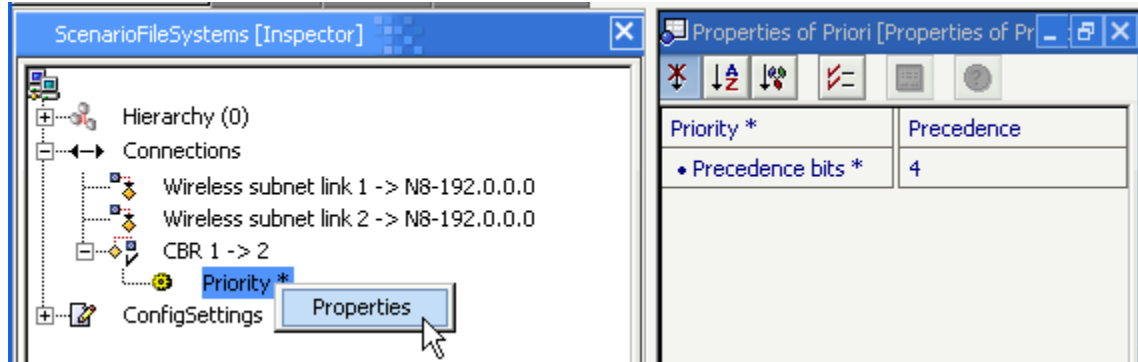 ScenarioFileSystems [Inspector]
Hierarchy (0)
Connections
Wireless subnet link 1 -> N8-192.0.0.0
Wireless subnet link 2 -> N8-192.0.0.0
CBR 1 -> 2
Priority *
Properties
ConfigSettings
Properties of Priori [Properties of Pr
Priority * Precedence
• Precedence bits * 4